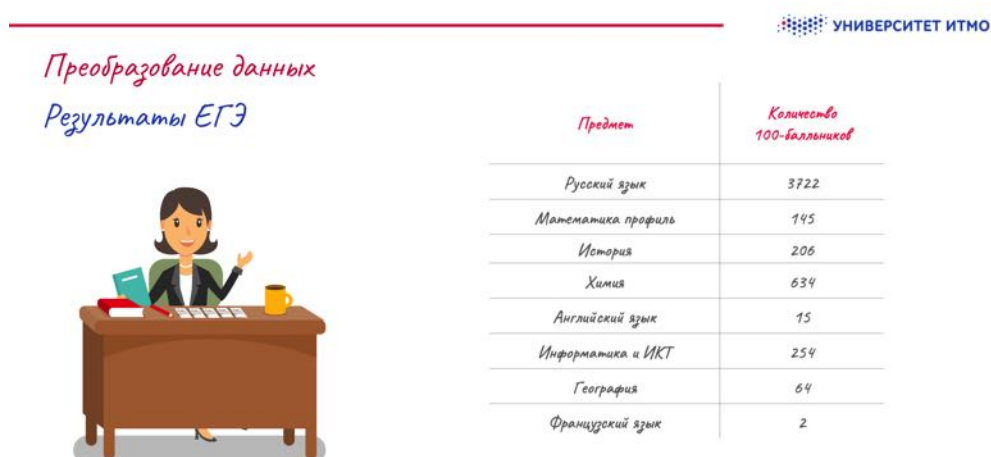 УНИВЕРСИТЕТ ИТМО
Преобразование данных
Результаты ЕГЭ
Предмет
Количество
100-балльников
Русский язык 3722
Математика профиль 145
История 206
Химия 634
Английский язык 15
Информатика и ИКТ 254
География 64
Французский язык 2